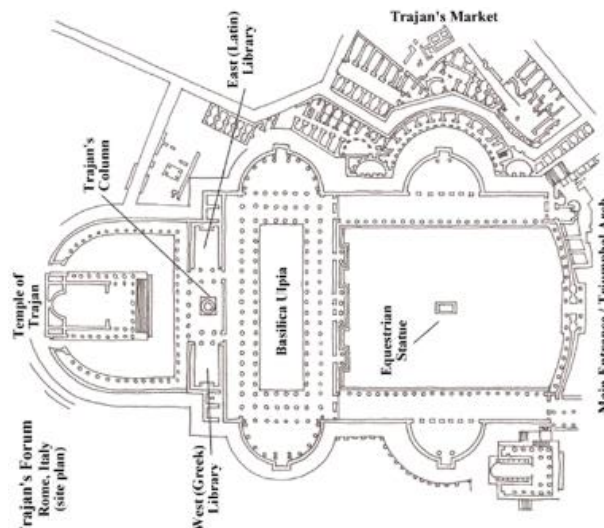 Trajan's Market
East (Latin)
Library
Trajan's
Column
Temple of
Trajan
Basilica Ulpia
Equestrian
Statue
Main Entrance / Triumphal Arch
West (Greek)
Library
Trajan's Forum
Rome, Italy
(site plan)